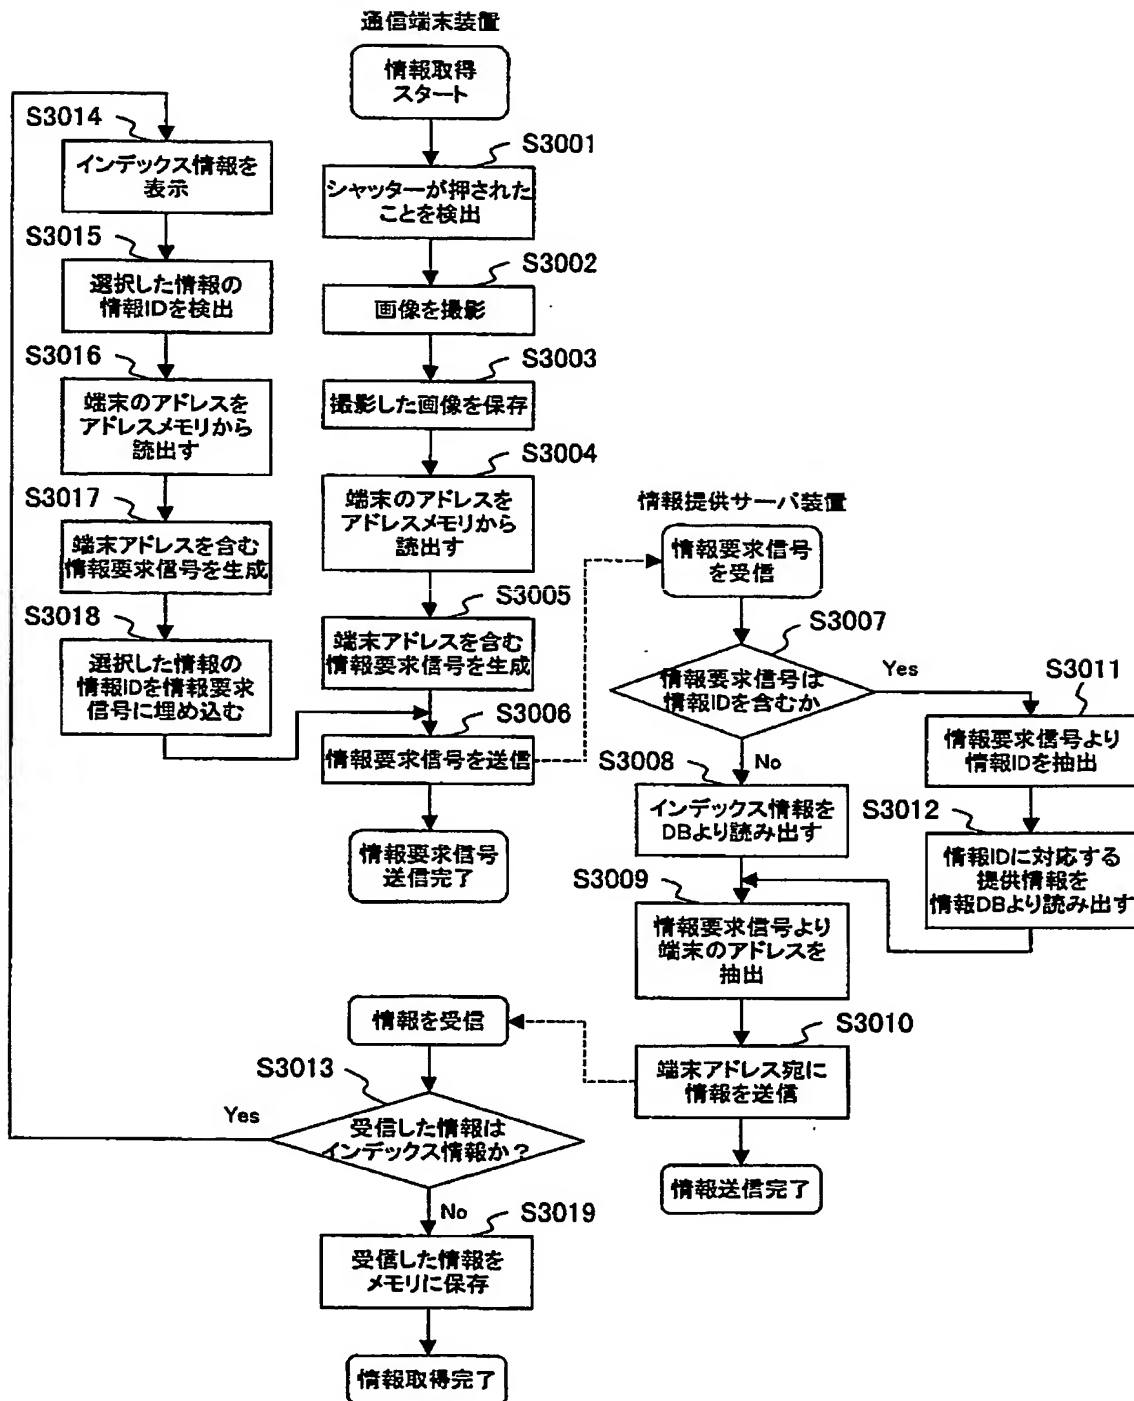 通信端末装置
情報取得
スタート
S3001
シャッターが押された
ことを検出
S3002
画像を撮影
S3003
撮影した画像を保存
S3004
端末のアドレスを
アドレスメモリから
読出す
S3005
端末アドレスを含む
情報要求信号を生成
S3006
情報要求信号を送信
情報要求信号
送信完了
S3014
インデックス情報を
表示
S3015
選択した情報の
情報IDを検出
S3016
端末のアドレスを
アドレスメモリから
読出す
S3017
端末アドレスを含む
情報要求信号を生成
S3018
選択した情報の
情報IDを情報要求
信号に埋め込む
情報提供サーバ装置
情報要求信号
を受信
S3007
情報要求信号は
情報IDを含むか
Yes
No
S3011
情報要求信号より
情報IDを抽出
S3008
インデックス情報を
DBより読み出す
S3012
情報IDに対応する
提供情報を
情報DBより読み出す
S3009
情報要求信号より
端末のアドレスを
抽出
S3010
端末アドレス宛に
情報を送信
情報送信完了
情報を受信
S3013
受信した情報は
インデックス情報か？
Yes
No
S3019
受信した情報を
メモリに保存
情報取得完了